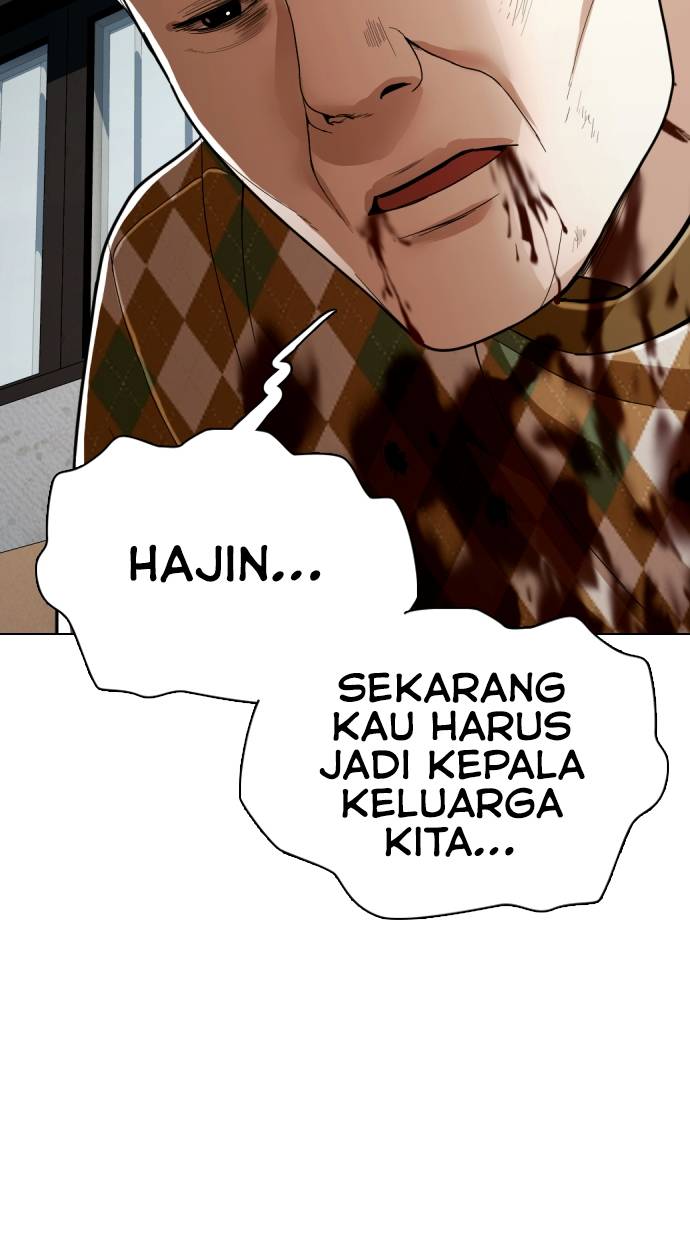 HAJIN...
SEKARANG
KAU HARUS
JADI KEPALA
KELUARGA
KITA...